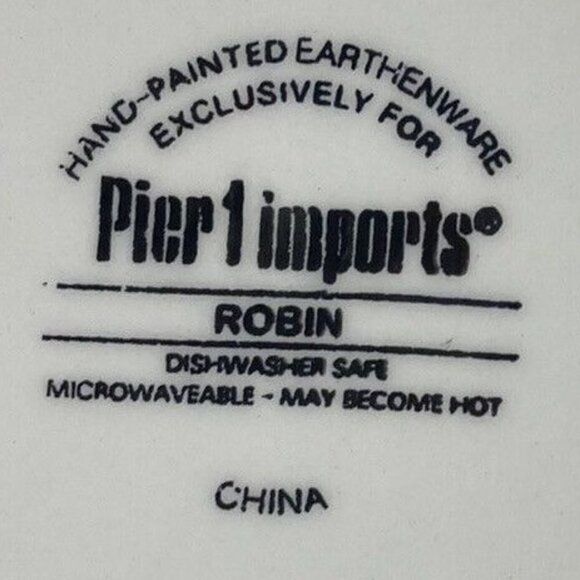 HAND-PAINTED EARTHENWARE
EXCLUSIVELY FOR
Pier 1 imports®
ROBIN
DISHWASHER SAFE
MICROWAVEABLE - MAY BECOME HOT
CHINA